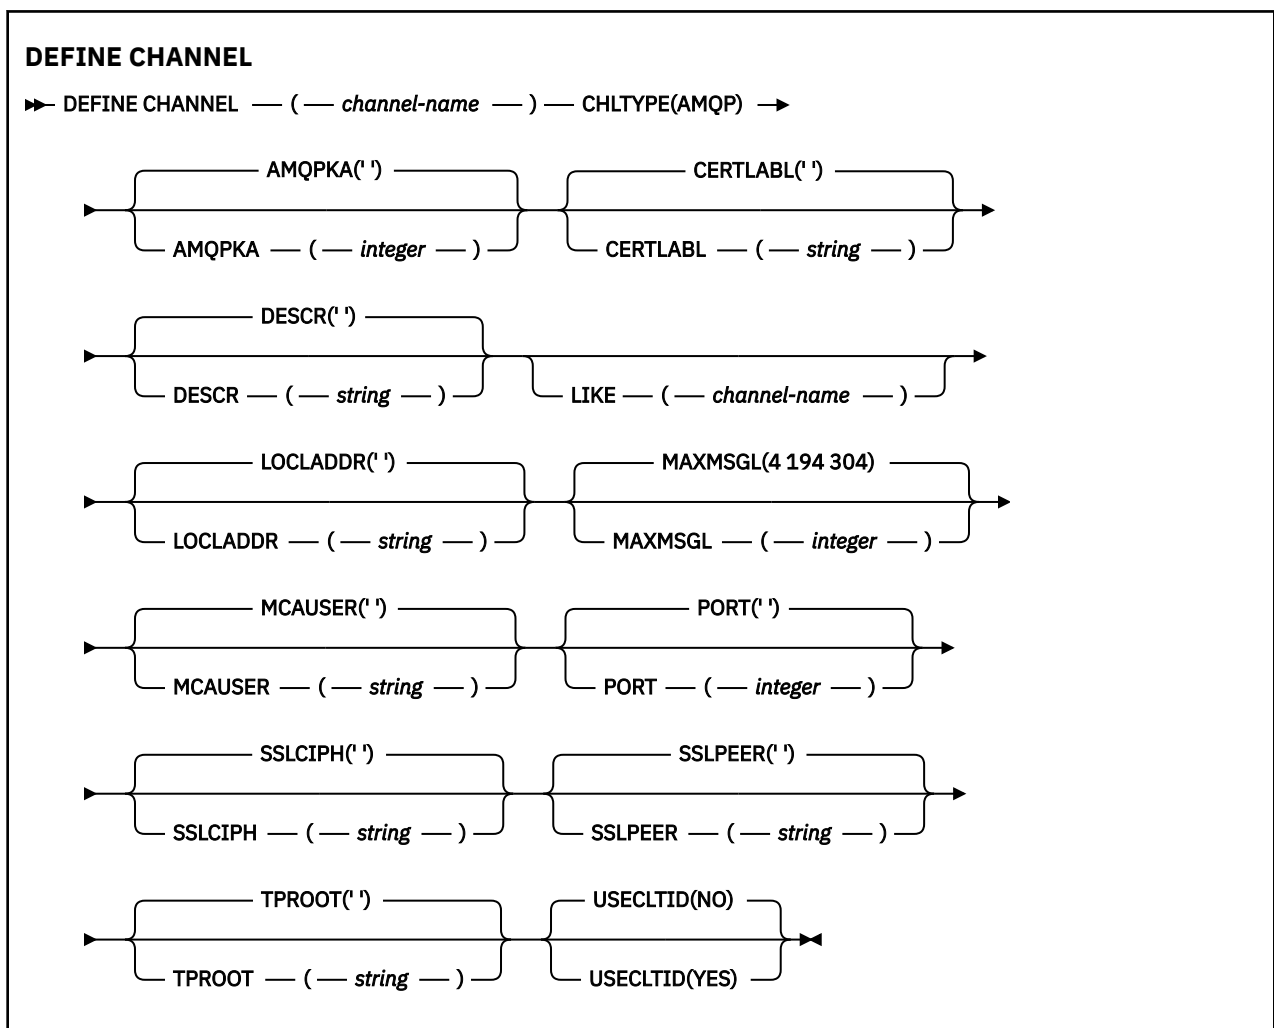 DEFINE CHANNEL
DEFINE CHANNEL ( channel-name ) CHLTYPE(AMQP)
AMQPKA(' ') CERTLABL(' ')
AMQPKA ( integer ) CERTLABL ( string )
DESCR(' ')
DESCR ( string ) LIKE ( channel-name )
LOCLADDR(' ') MAXMSGL(4 194 304)
LOCLADDR ( string ) MAXMSGL ( integer )
MCAUSER(' ') PORT(' ')
MCAUSER ( string ) PORT ( integer )
SSLCIPH(' ') SSLPEER(' ')
SSLCIPH ( string ) SSLPEER ( string )
TPROOT(' ') USECLTID(NO)
TPROOT ( string ) USECLTID(YES)